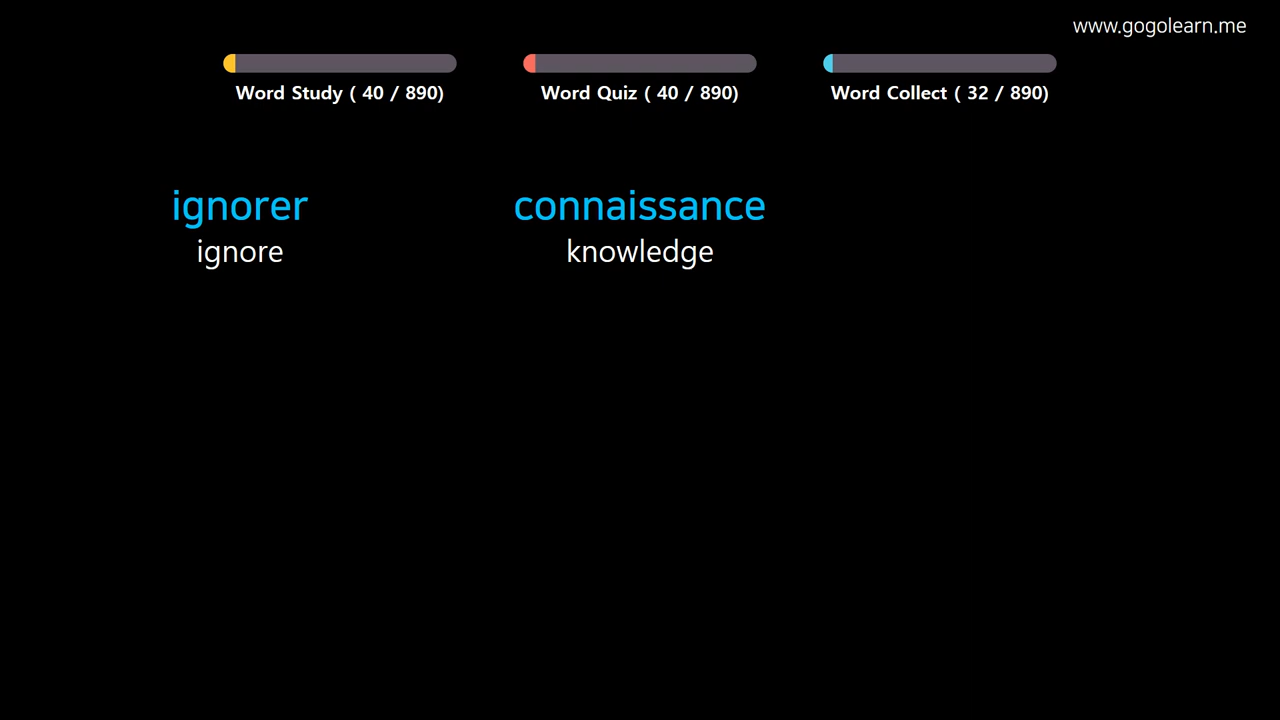 www.gogolearn.me
Word Study ( 40 / 890)
Word Quiz ( 40 / 890)
Word Collect ( 32 / 890)
ignorer
ignore
connaissance
knowledge